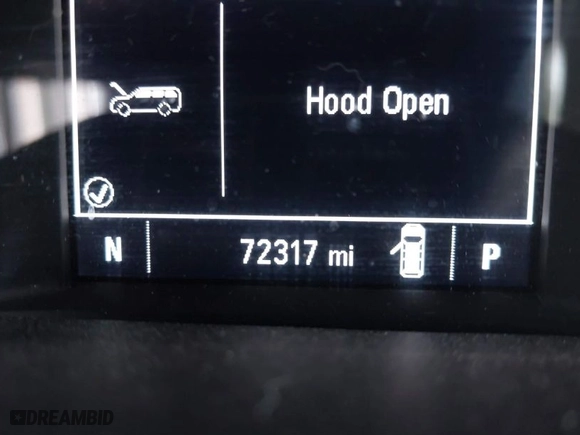 Hood Open
N 72317 mi P
DREAMBID